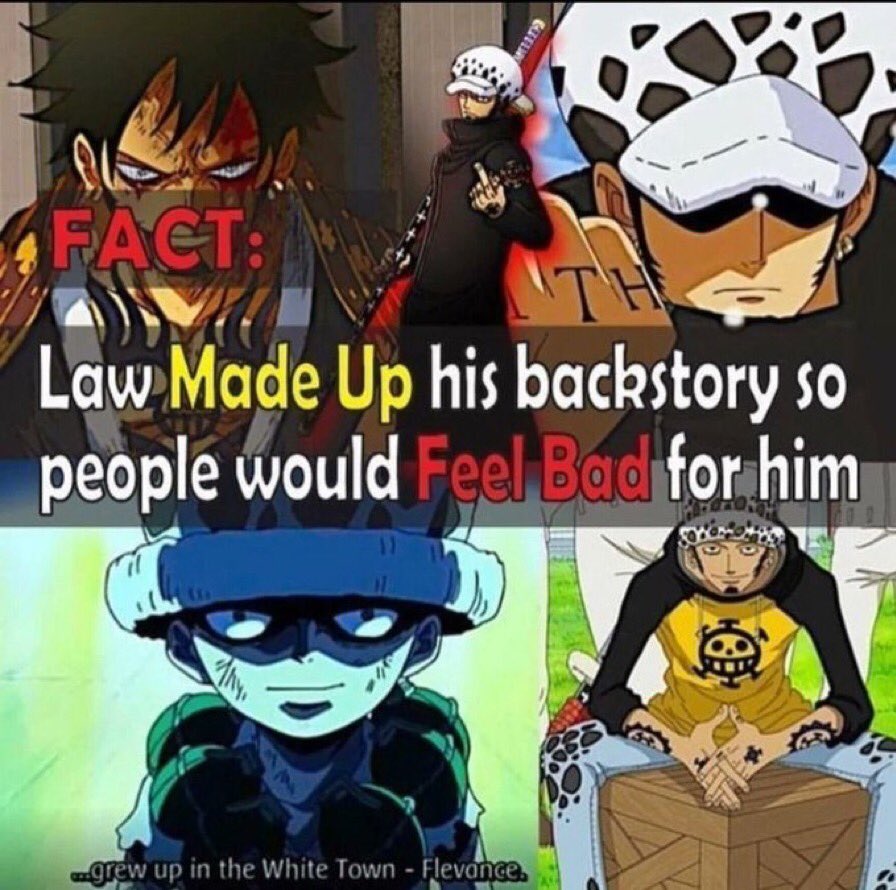 FACT:
TH
Law Made Up his backstory so
people would Feel Bad for him
...grew up in the White Town - Flevance.